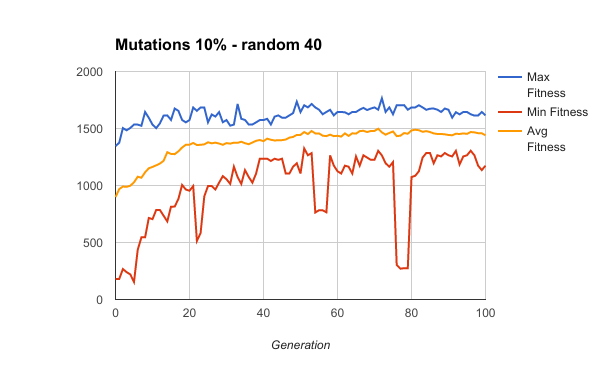 Mutations 10% - random 40
2000
1500
1000
500
0
0 20 40 60 80 100
Generation
Max
Fitness
Min Fitness
Avg
Fitness